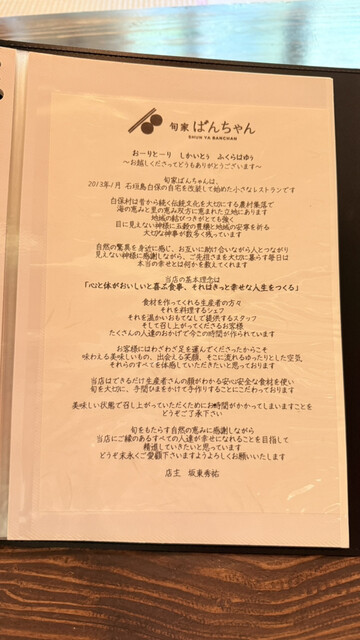 旬家 ばんちゃん
SHUN YA BANCHAN
おーりとーり しかいとぅ ふくらはゆり
～お越しくださってどうもありがとうございます～
旬家ばんちゃんは、
2013年7月 石垣島白保の自宅を改装して始めた小さなレストランです
白保村は昔から続く伝統文化を大切にする農村集落で
海の恵みと里の恵み双方に恵まれた立地にあります
地域の結びつきがとても強く
目に見えない神様に五穀の豊穣と地域の安寧を祈る
大切な神事が数多く残っています
自然の驚異を身近に感じ、お互いに助け合いながら人とつながり
見えない神様に感謝しながら、ご先祖さまを大切に暮らす毎日は
本当の幸せとは何かを教えてくれます
当店の基本理念は
「心と体がおいしいと喜ぶ食事、それはきっと幸せな人生をつくる」
食材を作ってくれる生産者の方々
それを料理するシェフ
それを温かいおもてなしで提供するスタッフ
そして召し上がってくださるお客様
たくさんの人達のおかげで今この時間が作られています
お客様にはわざわざ足を運んでくださったからこそ
味わえる美味しいもの、出会える笑顔、そこに流れるゆったりとした空気、
それらのすべてを体感していただきたいと思っております
当店はできるだけ生産者さんの顔がわかる安心安全な食材を使い
旬を大切に、手間ひまをかけて手作りすることにこだわっております
美味しい状態で召し上がっていただくためにお時間がかかってしまいますことを
どうぞご了承下さい
旬をもたらす自然の恵みに感謝しながら
当店にご縁のあるすべての人達が幸せになれることを目指して
精進していきたいと思っています
どうぞ末永くご愛顧下さいますようよろしくお願いいたします
店主 坂東秀祐